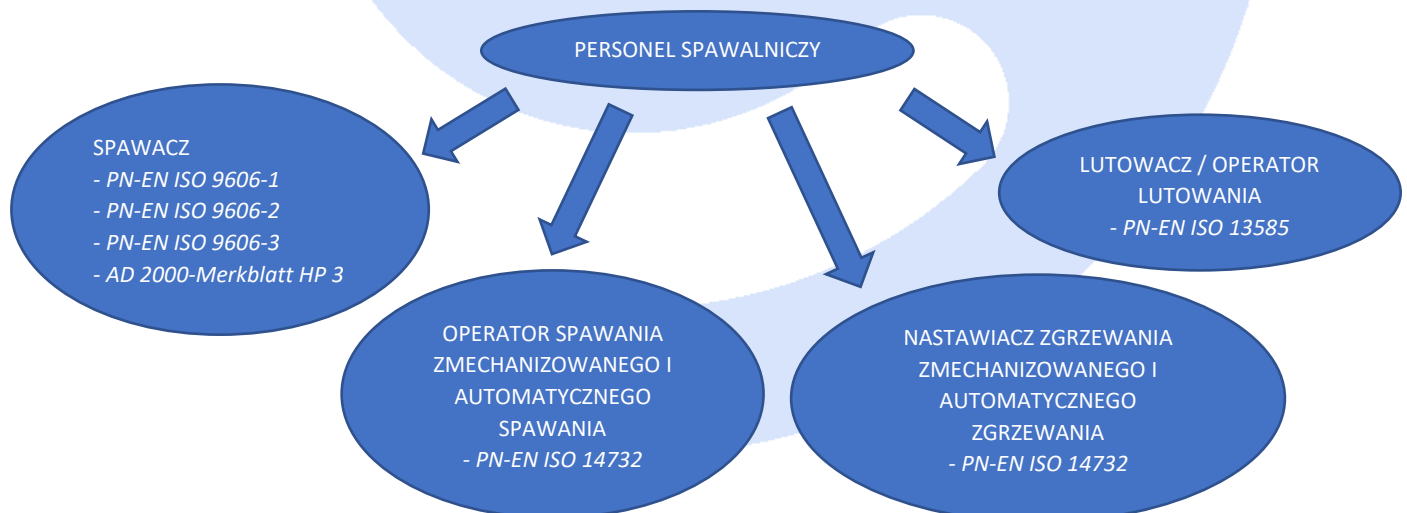 PERSONEL SPAWALNICZY
SPAWACZ
- PN-EN ISO 9606-1
- PN-EN ISO 9606-2
- PN-EN ISO 9606-3
- AD 2000-Merkblatt HP 3
OPERATOR SPAWANIA
ZMECHANIZOWANEGO I
AUTOMATYCZNEGO
SPAWANIA
- PN-EN ISO 14732
NASTAWIACZ ZGRZEWANIA
ZMECHANIZOWANEGO I
AUTOMATYCZNEGO
ZGRZEWANIA
- PN-EN ISO 14732
LUTOWACZ / OPERATOR
LUTOWANIA
- PN-EN ISO 13585